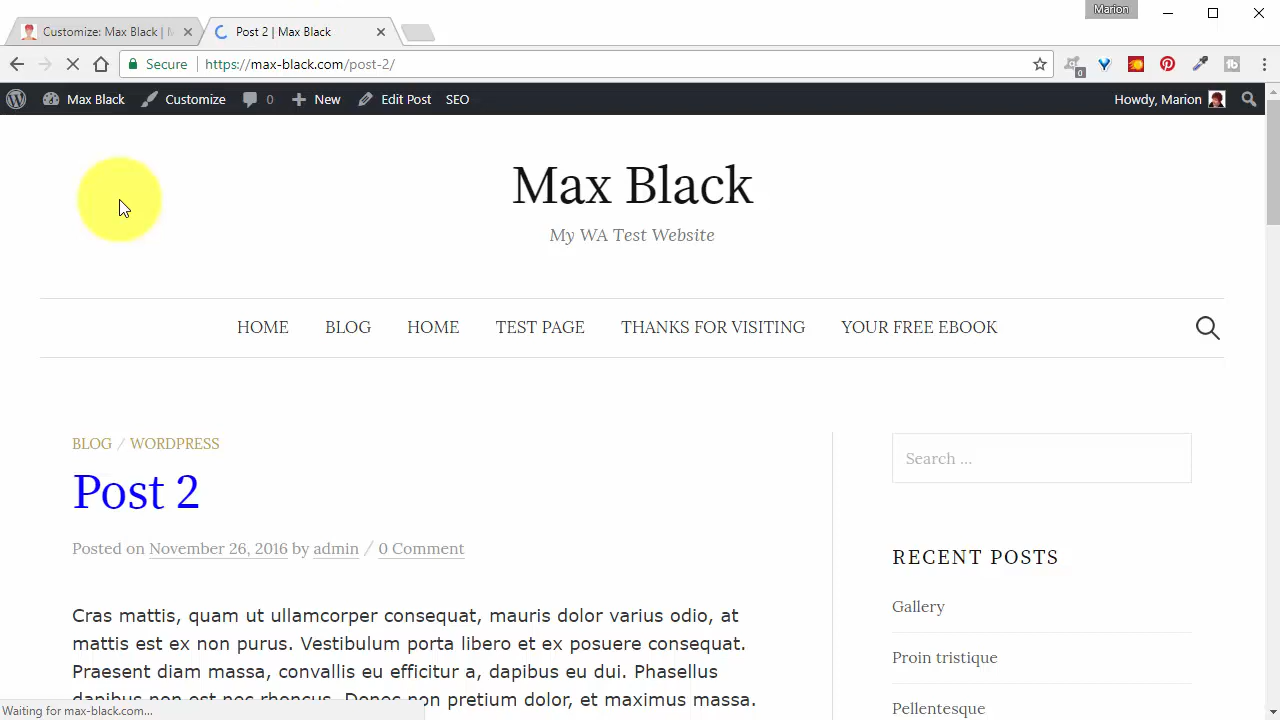 Marion
Customize: Max Black |
Post 2 | Max Black
Secure
https://max-black.com/post-2/
0
Max Black
Customize
0
New
Edit Post
SEO
Howdy, Marion
Max Black
My WA Test Website
HOME
BLOG
HOME
TEST PAGE
THANKS FOR VISITING
YOUR FREE EBOOK
BLOG / WORDPRESS
Post 2
Posted on November 26, 2016 by admin / 0 Comment
Cras mattis, quam ut ullamcorper consequat, mauris dolor varius odio, at
mattis est ex non purus. Vestibulum porta libero et ex posuere consequat.
Praesent diam massa, convallis eu efficitur a, dapibus eu dui. Phasellus
dapibus non est nec rhoncus. Donec non pretium dolor, et maximus massa.
Search ...
RECENT POSTS
Gallery
Proin tristique
Pellentesque
Waiting for max-black.com...